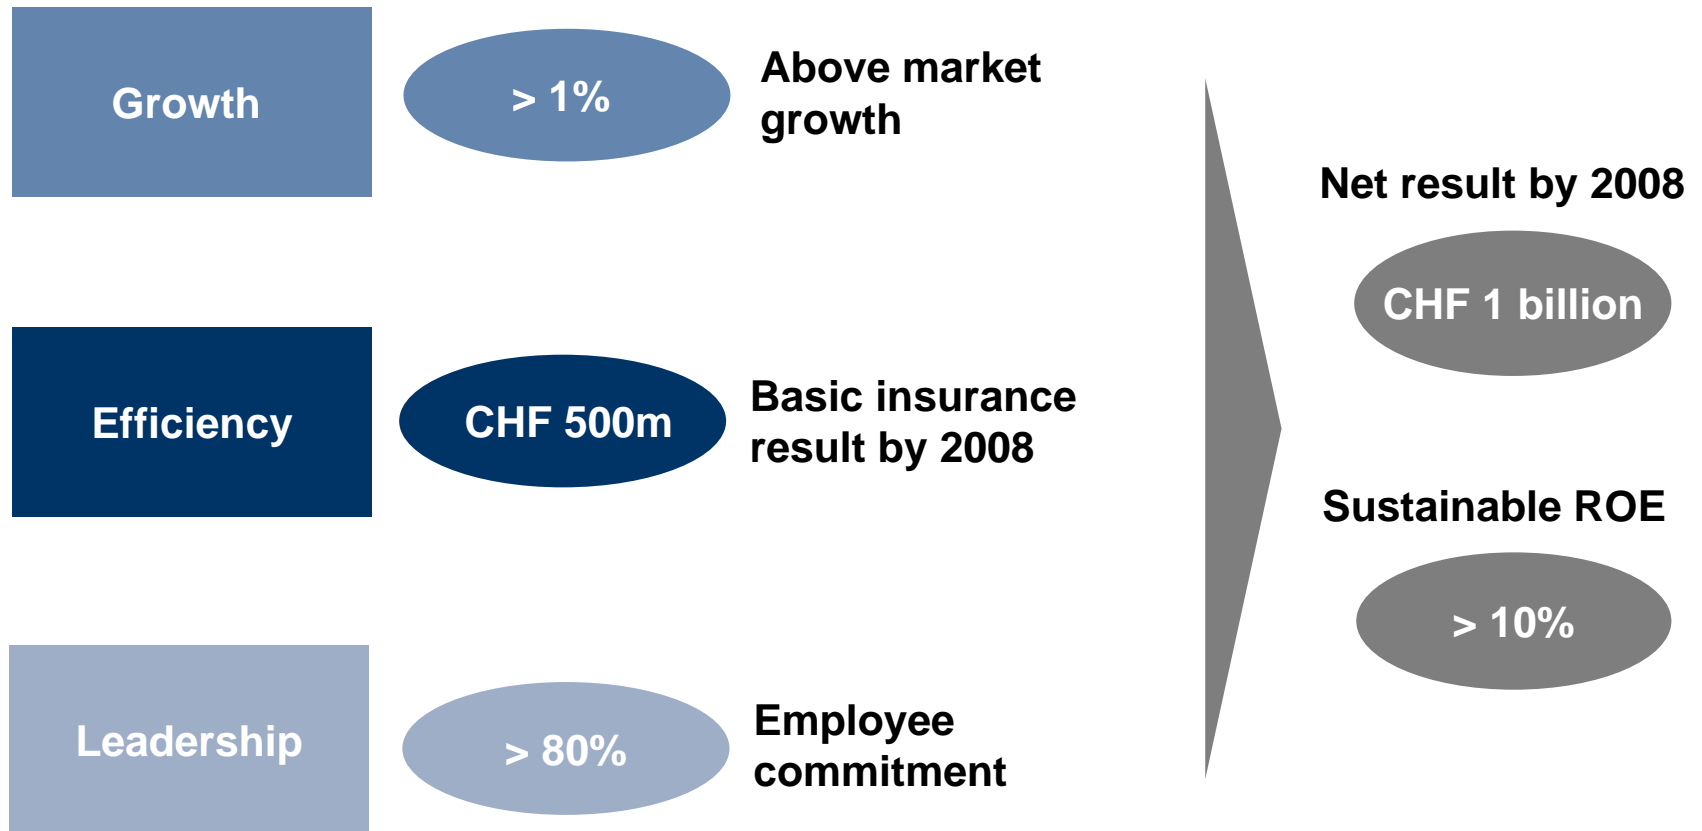 Growth
> 1%
Above market
growth
Efficiency
CHF 500m
Basic insurance
result by 2008
Leadership
> 80%
Employee
commitment
Net result by 2008
CHF 1 billion
Sustainable ROE
> 10%